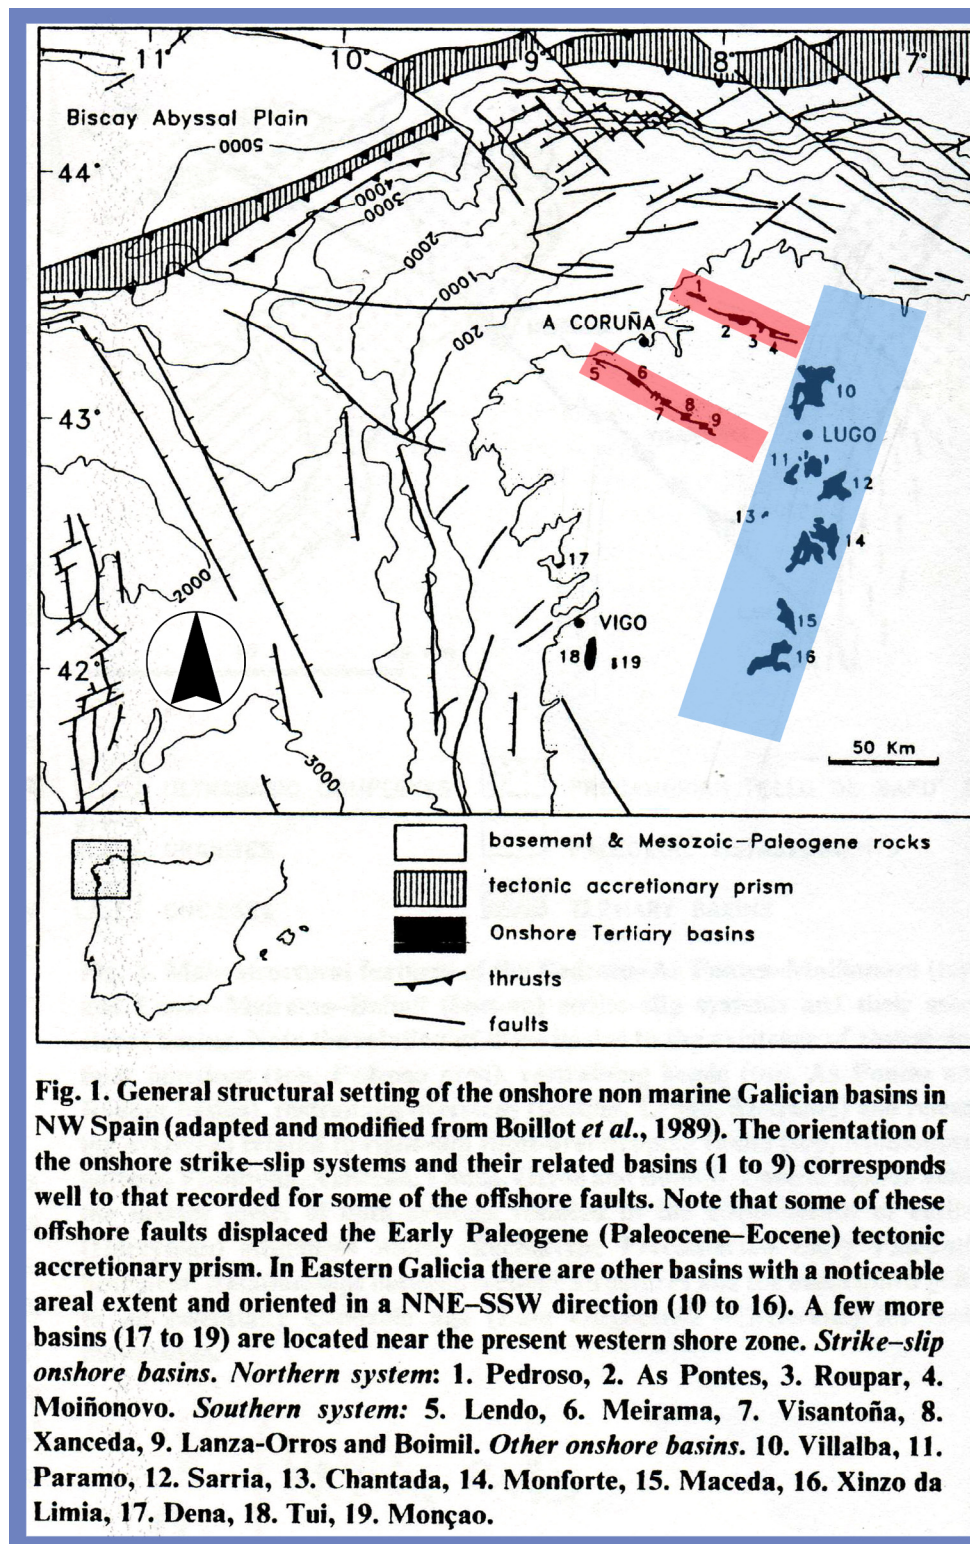 11°
10°
9°
8°
7°
Biscay Abyssal Plain
5000
44°
4000
3000
2000
1000
200
1
A CORUÑA
2
3
4
5
6
7
8
9
10
43°
LUGO
11
12
13
14
17
2000
VIGO
15
18
19
16
42°
3000
50 Km
basement & Mesozoic-Paleogene rocks
tectonic accretionary prism
Onshore Tertiary basins
thrusts
faults
Fig. 1. General structural setting of the onshore non marine Galician basins in
NW Spain (adapted and modified from Boillot et al., 1989). The orientation of
the onshore strike–slip systems and their related basins (1 to 9) corresponds
well to that recorded for some of the offshore faults. Note that some of these
offshore faults displaced the Early Paleogene (Paleocene–Eocene) tectonic
accretionary prism. In Eastern Galicia there are other basins with a noticeable
areal extent and oriented in a NNE–SSW direction (10 to 16). A few more
basins (17 to 19) are located near the present western shore zone. Strike–slip
onshore basins. Northern system: 1. Pedroso, 2. As Pontes, 3. Roupar, 4.
Moiñonovo. Southern system: 5. Lendo, 6. Meirama, 7. Visantoña, 8.
Xanceda, 9. Lanza-Orros and Boimil. Other onshore basins. 10. Villalba, 11.
Paramo, 12. Sarria, 13. Chantada, 14. Monforte, 15. Maceda, 16. Xinzo da
Limia, 17. Dena, 18. Tui, 19. Monçao.